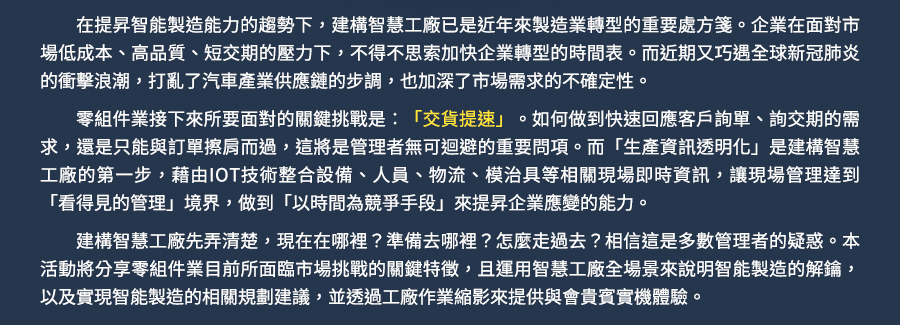 在提昇智能製造能力的趨勢下，建構智慧工廠已是近年來製造業轉型的重要處方箋。企業在面對市
場低成本、高品質、短交期的壓力下，不得不思索加快企業轉型的時間表。而近期又巧遇全球新冠肺炎
的衝擊浪潮，打亂了汽車產業供應鏈的步調，也加深了市場需求的不確定性。
零組件業接下來所要面對的關鍵挑戰是：「交貨提速」。如何做到快速回應客戶詢單、詢交期的需
求，還是只能與訂單擦肩而過，這將是管理者無可迴避的重要問項。而「生產資訊透明化」是建構智慧
工廠的第一步，藉由IOT技術整合設備、人員、物流、模治具等相關現場即時資訊，讓現場管理達到
「看得見的管理」境界，做到「以時間為競爭手段」來提昇企業應變的能力。
建構智慧工廠先弄清楚，現在在哪裡？準備去哪裡？怎麼走過去？相信這是多數管理者的疑惑。本
活動將分享零組件業目前所面臨市場挑戰的關鍵特徵，且運用智慧工廠全場景來說明智能製造的解鑰，
以及實現智能製造的相關規劃建議，並透過工廠作業縮影來提供與會貴賓實機體驗。